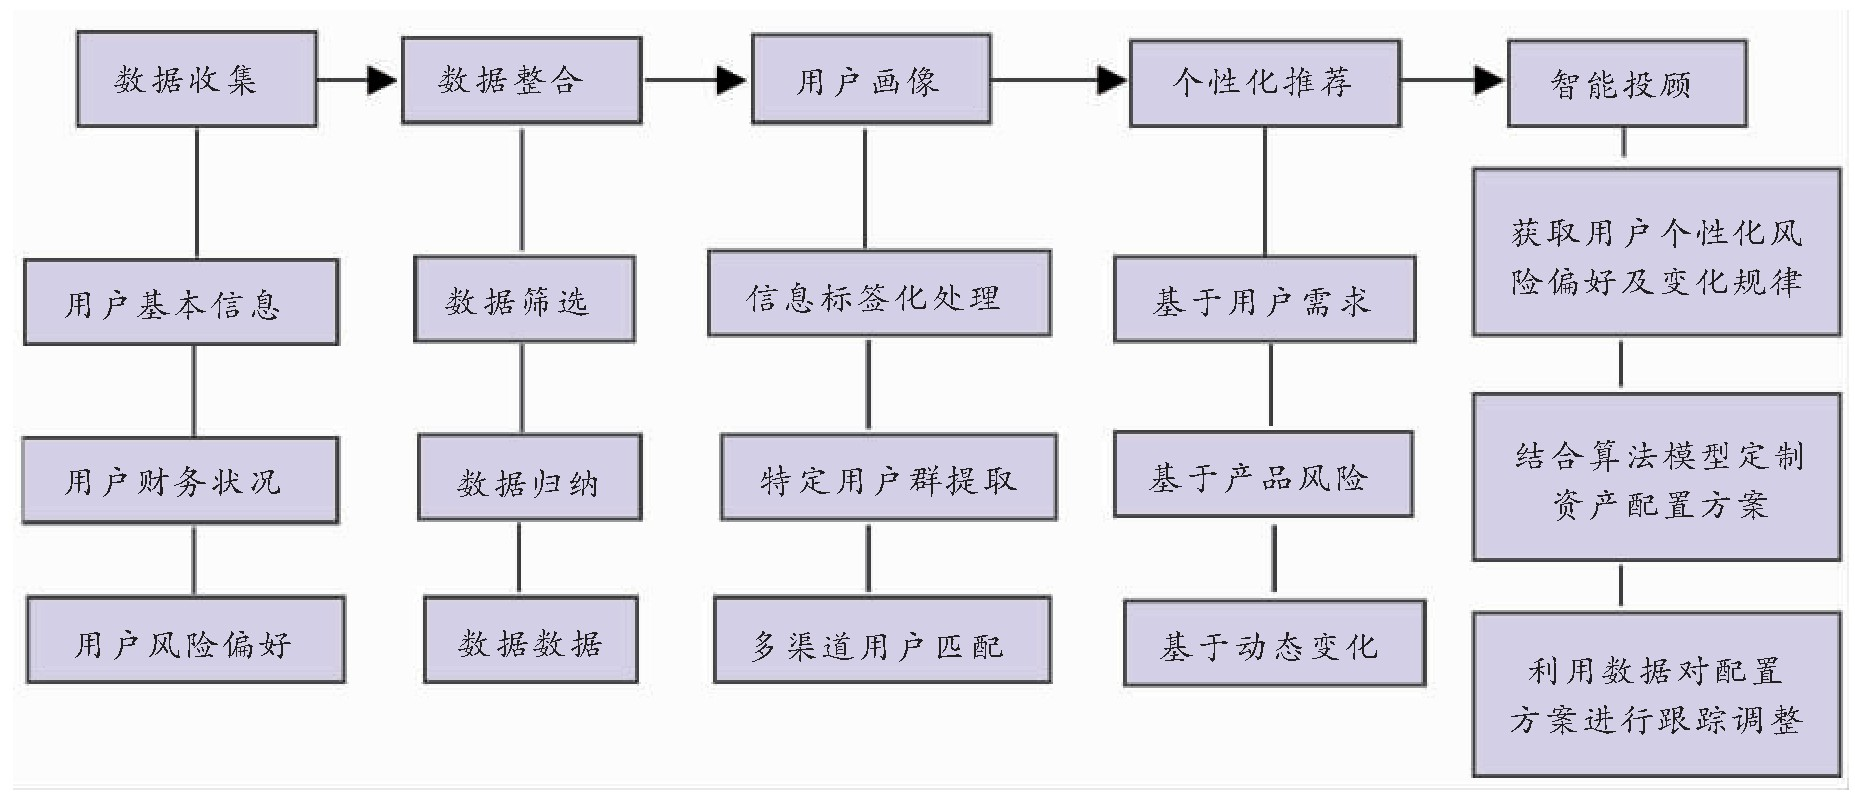 数据收集
数据整合
用户画像
个性化推荐
智能投顾
用户基本信息
用户财务状况
用户风险偏好
数据筛选
数据归纳
数据数据
信息标签化处理
特定用户群提取
多渠道用户匹配
基于用户需求
基于产品风险
基于动态变化
获取用户个性化风
险偏好及变化规律
结合算法模型定制
资产配置方案
利用数据对配置
方案进行跟踪调整